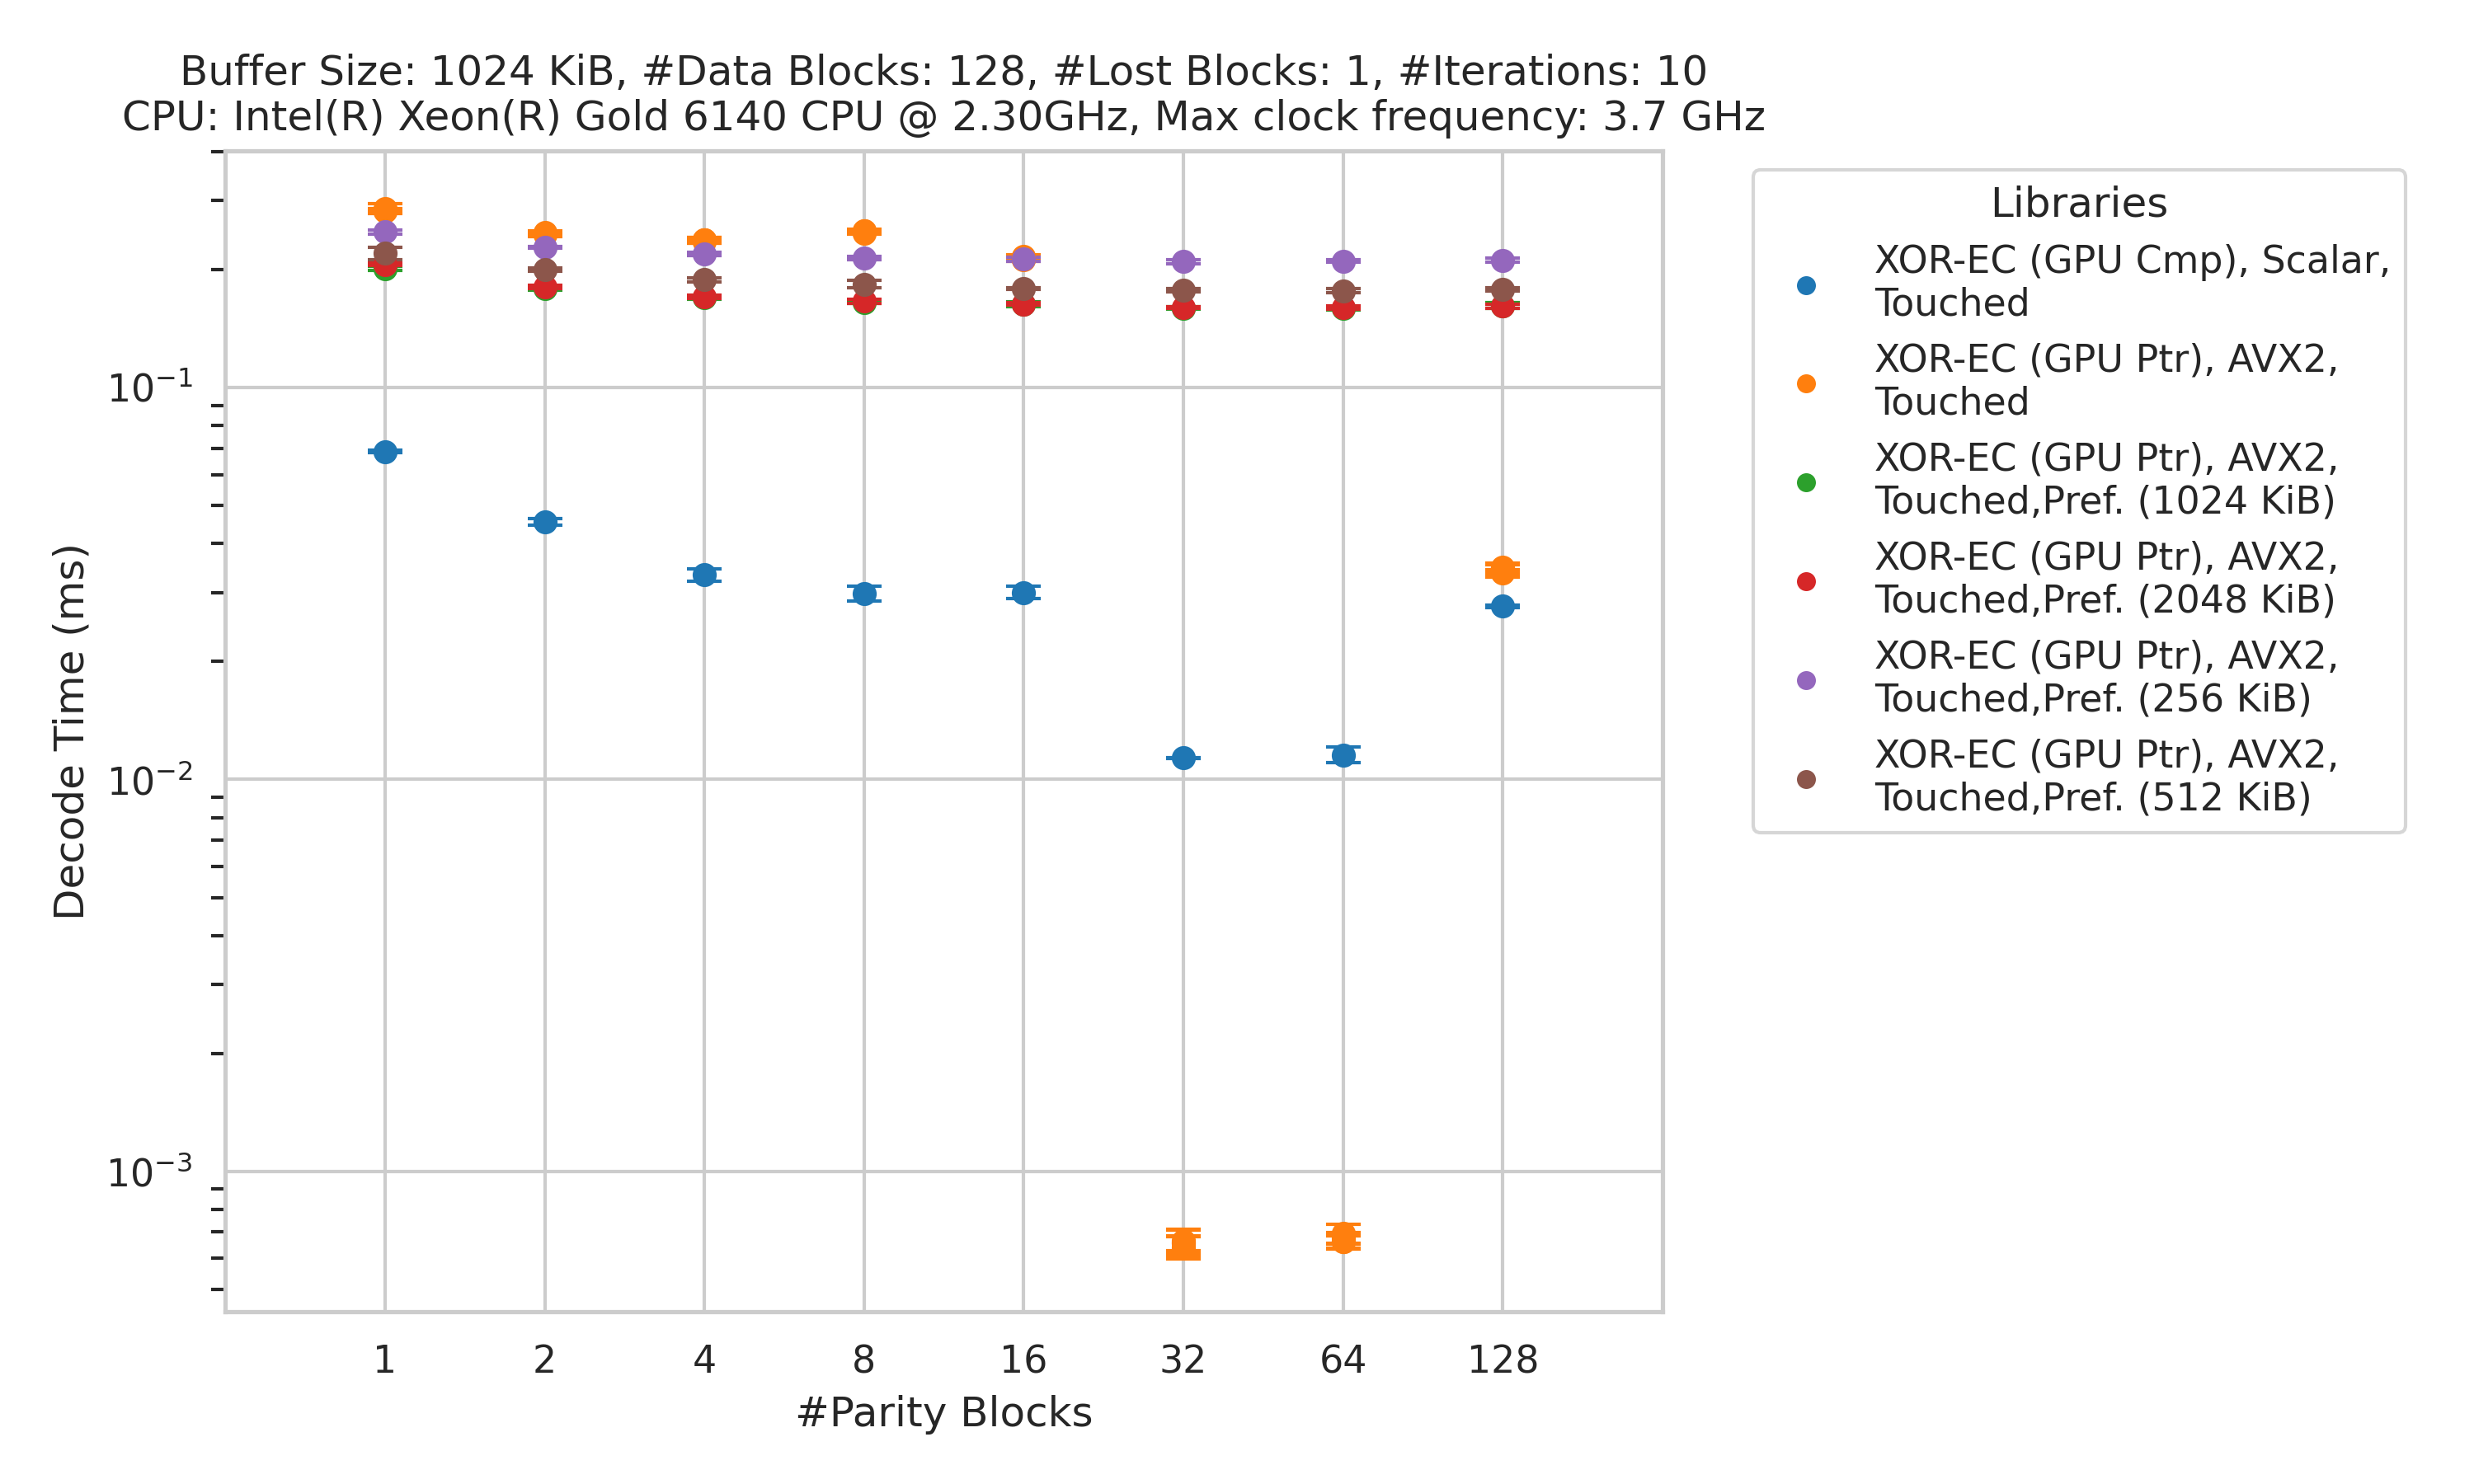 Buffer Size: 1024 KiB, #Data Blocks: 128, #Lost Blocks: 1, #Iterations: 10
CPU: Intel(R) Xeon(R) Gold 6140 CPU @ 2.30GHz, Max clock frequency: 3.7 GHz
Decode Time (ms)
10⁻¹
10⁻²
10⁻³
1 2 4 8 16 32 64 128
#Parity Blocks
Libraries
XOR-EC (GPU Cmp), Scalar,
Touched
XOR-EC (GPU Ptr), AVX2,
Touched
XOR-EC (GPU Ptr), AVX2,
Touched,Pref. (1024 KiB)
XOR-EC (GPU Ptr), AVX2,
Touched,Pref. (2048 KiB)
XOR-EC (GPU Ptr), AVX2,
Touched,Pref. (256 KiB)
XOR-EC (GPU Ptr), AVX2,
Touched,Pref. (512 KiB)